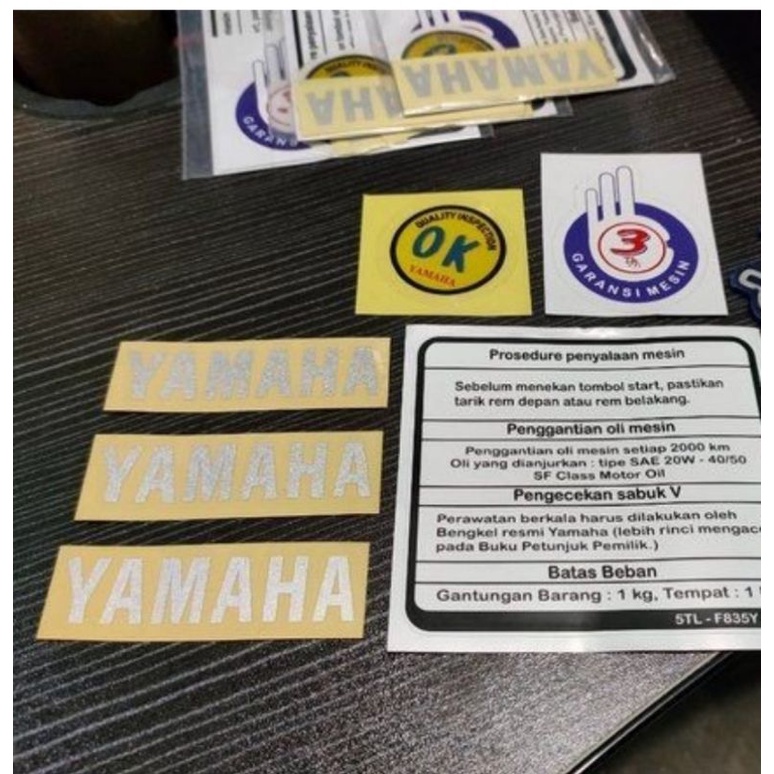 YAMAHA
YAMAHA
QUALITY INSPECTION
OK
YAMAHA
3
GARANSI MESIN
YAMAHA
YAMAHA
YAMAHA
Prosedure penyalaan mesin
Sebelum menekan tombol start, pastikan
tarik rem depan atau rem belakang.
Penggantian oli mesin
Penggantian oli mesin setiap 2000 km
Oli yang dianjurkan : tipe SAE 20W - 40/50
SF Class Motor Oil
Pengecekan sabuk V
Perawatan berkala harus dilakukan oleh
Bengkel resmi Yamaha (lebih rinci mengac
pada Buku Petunjuk Pemilik.)
Batas Beban
Gantungan Barang : 1 kg, Tempat : 1
5TL - F835Y